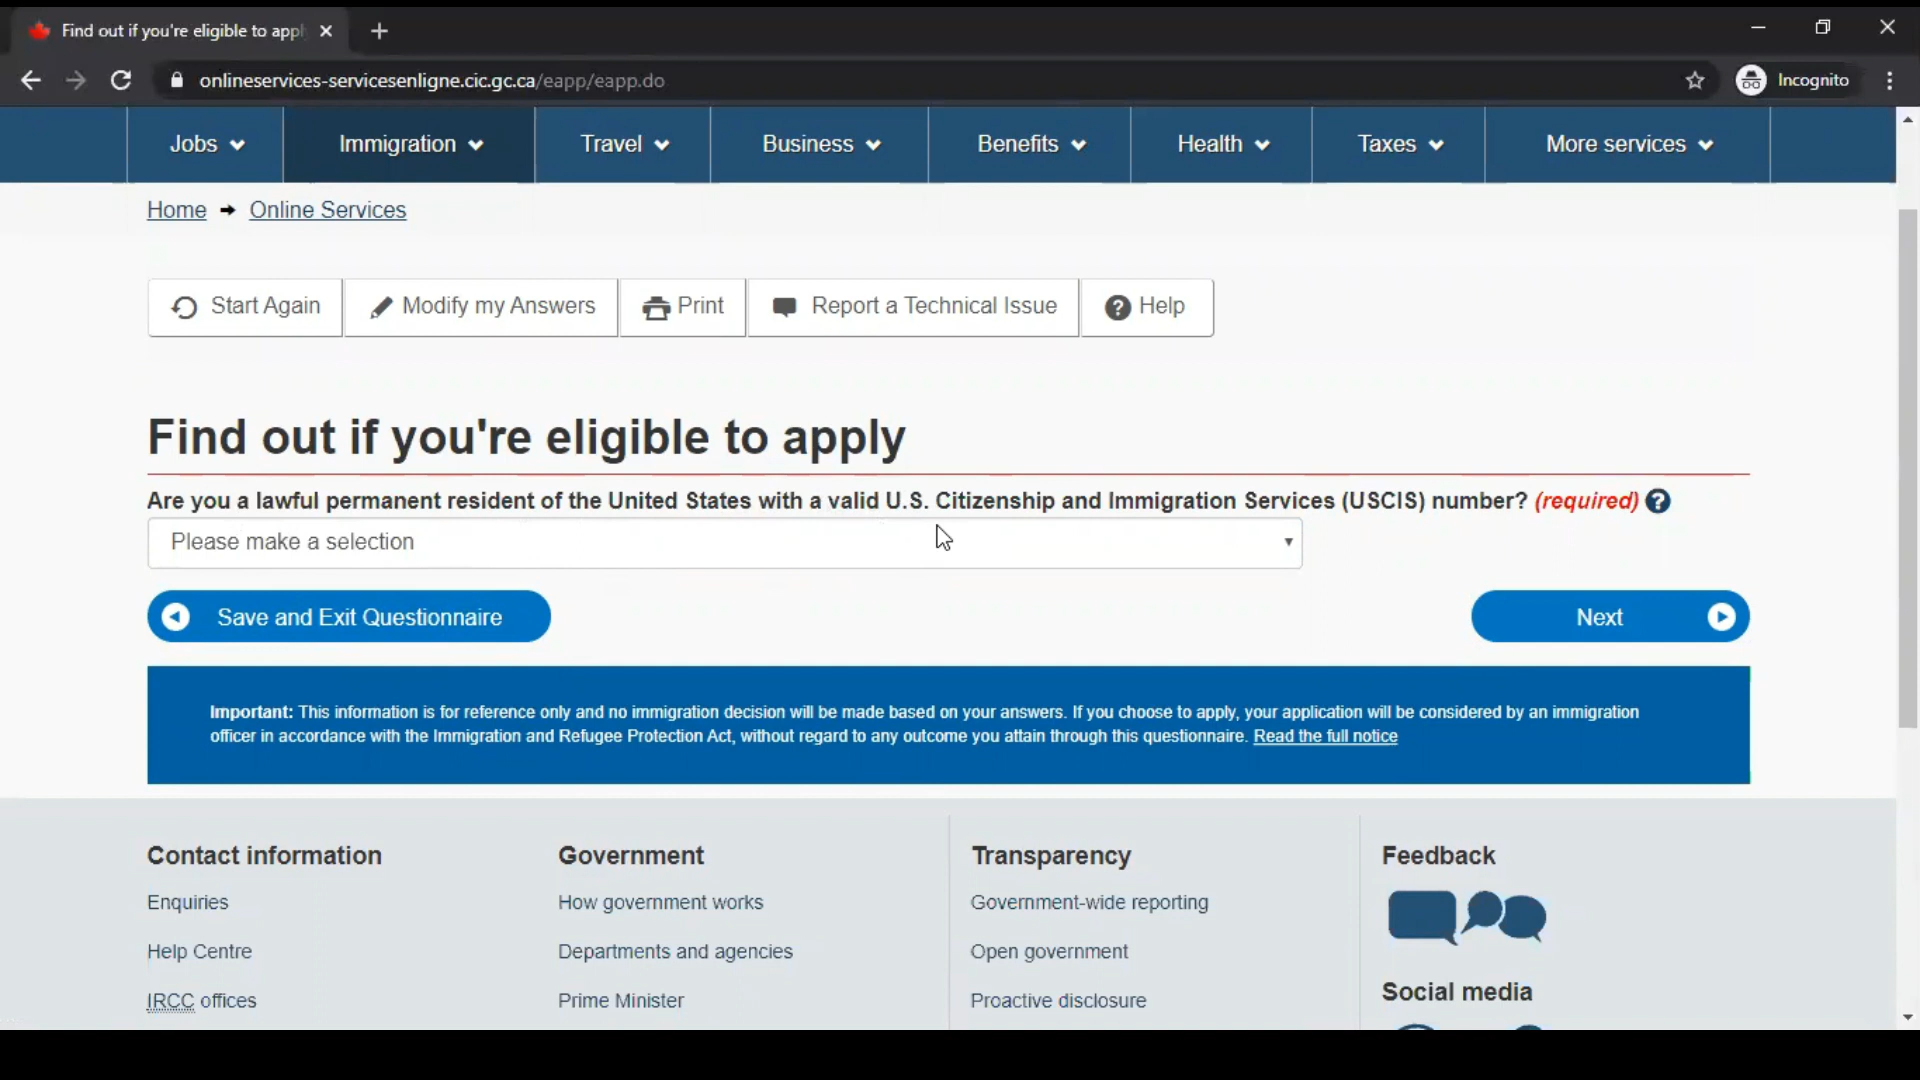 Find out if you're eligible to appl
onlineservices-servicesenligne.cic.gc.ca/eapp/eapp.do
Incognito
Jobs
Immigration
Travel
Business
Benefits
Health
Taxes
More services
Home
Online Services
Start Again
Modify my Answers
Print
Report a Technical Issue
Help
Find out if you're eligible to apply
Are you a lawful permanent resident of the United States with a valid U.S. Citizenship and Immigration Services (USCIS) number? (required)
Please make a selection
Save and Exit Questionnaire
Next
Important: This information is for reference only and no immigration decision will be made based on your answers. If you choose to apply, your application will be considered by an immigration
officer in accordance with the Immigration and Refugee Protection Act, without regard to any outcome you attain through this questionnaire. Read the full notice
Contact information
Enquiries
Help Centre
IRCC offices
Government
How government works
Departments and agencies
Prime Minister
Transparency
Government-wide reporting
Open government
Proactive disclosure
Feedback
Social media